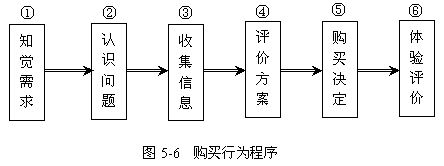 ① ② ③ ④ ⑤ ⑥
知觉需求
认识问题
收集信息
评价方案
购买决定
体验评价
图 5-6 购买行为程序